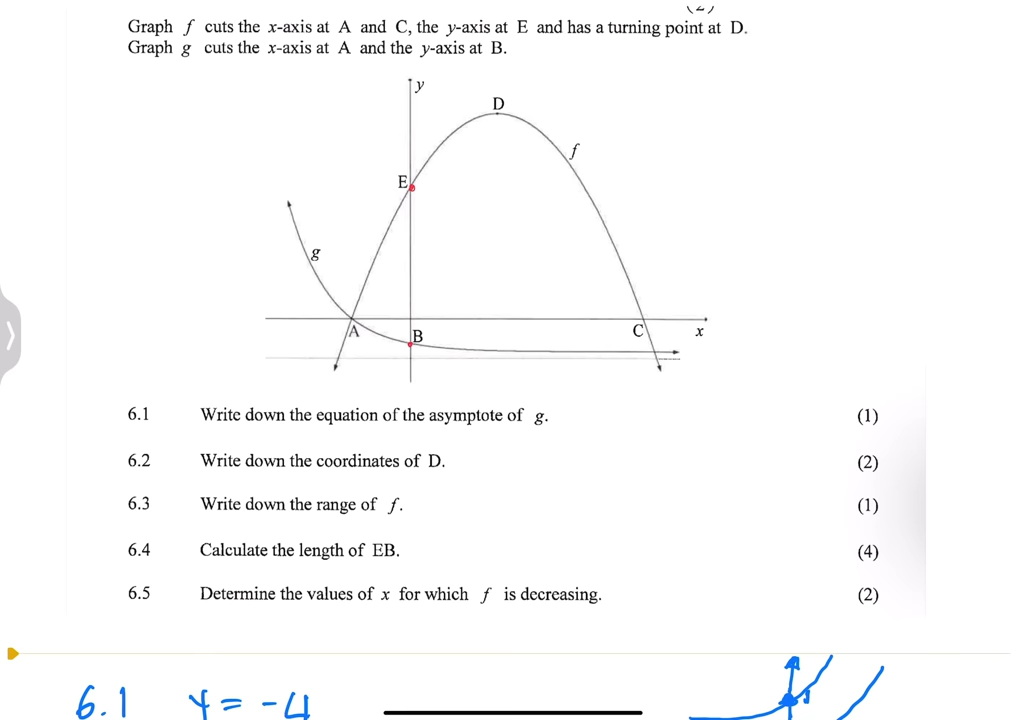 (2)
Graph f cuts the x-axis at A and C, the y-axis at E and has a turning point at D.
Graph g cuts the x-axis at A and the y-axis at B.
y
D
f
E
g
A
B
C
x
6.1 Write down the equation of the asymptote of g. (1)
6.2 Write down the coordinates of D. (2)
6.3 Write down the range of f. (1)
6.4 Calculate the length of EB. (4)
6.5 Determine the values of x for which f is decreasing. (2)
6.1 y = -4